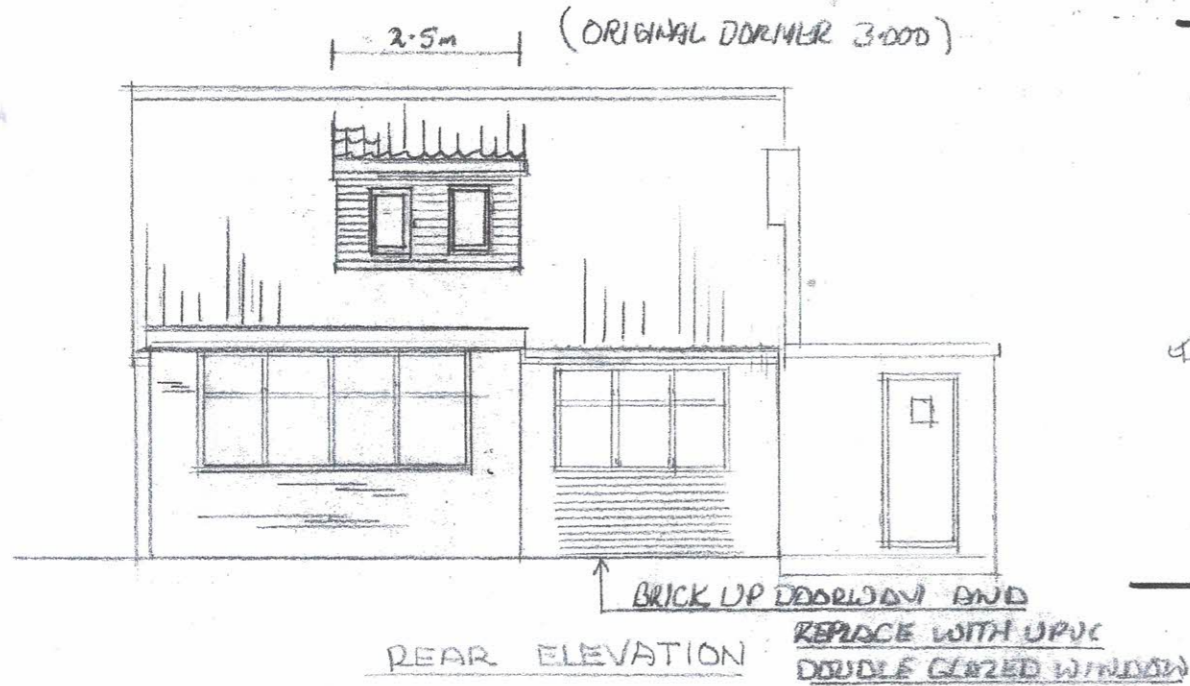 2.5m
(ORIGINAL DORMER 3.000)
BRICK UP DOORWAY AND
REPLACE WITH UPVC
DOUBLE GLAZED WINDOW
REAR ELEVATION